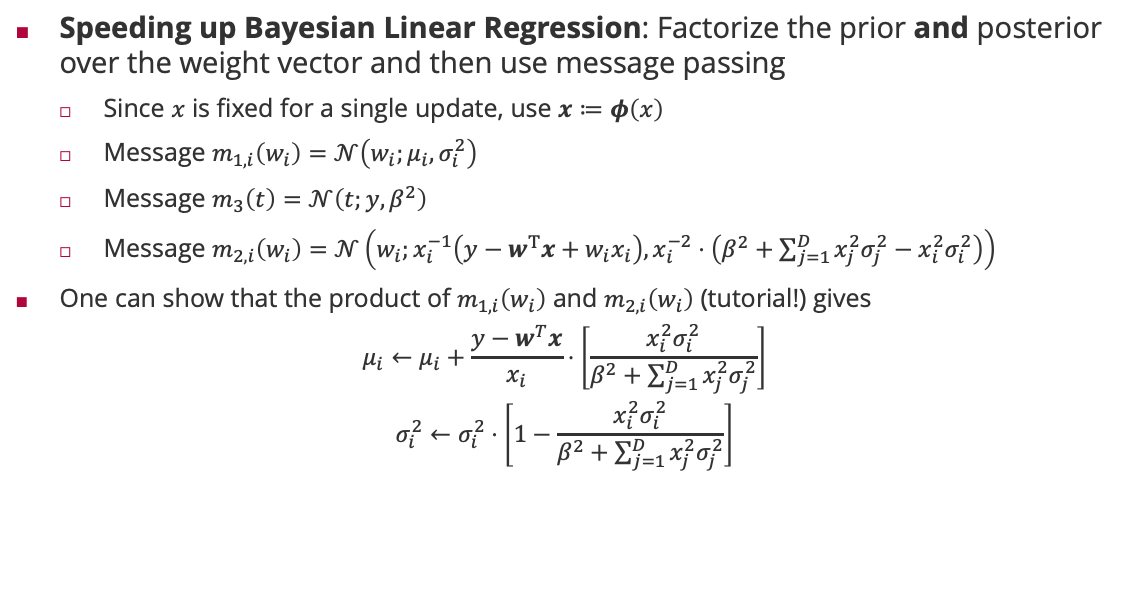 Speeding up Bayesian Linear Regression: Factorize the prior and posterior
over the weight vector and then use message passing
Since x is fixed for a single update, use x ≔ ϕ(x)
Message m₁,ᵢ(wᵢ) = 𝒩(wᵢ; μᵢ, σᵢ²)
Message m₃(t) = 𝒩(t; y, β²)
Message m₂,ᵢ(wᵢ) = 𝒩(wᵢ; xᵢ⁻¹(y − wᵀx + wᵢxᵢ), xᵢ⁻² · (β² + ∑ⱼ₌₁ᴰ xⱼ²σⱼ² − xᵢ²σᵢ²))
One can show that the product of m₁,ᵢ(wᵢ) and m₂,ᵢ(wᵢ) (tutorial!) gives
μᵢ ← μᵢ + (y − wᵀx)/xᵢ · [xᵢ²σᵢ² / (β² + ∑ⱼ₌₁ᴰ xⱼ²σⱼ²)]
σᵢ² ← σᵢ² · [1 − xᵢ²σᵢ² / (β² + ∑ⱼ₌₁ᴰ xⱼ²σⱼ²)]